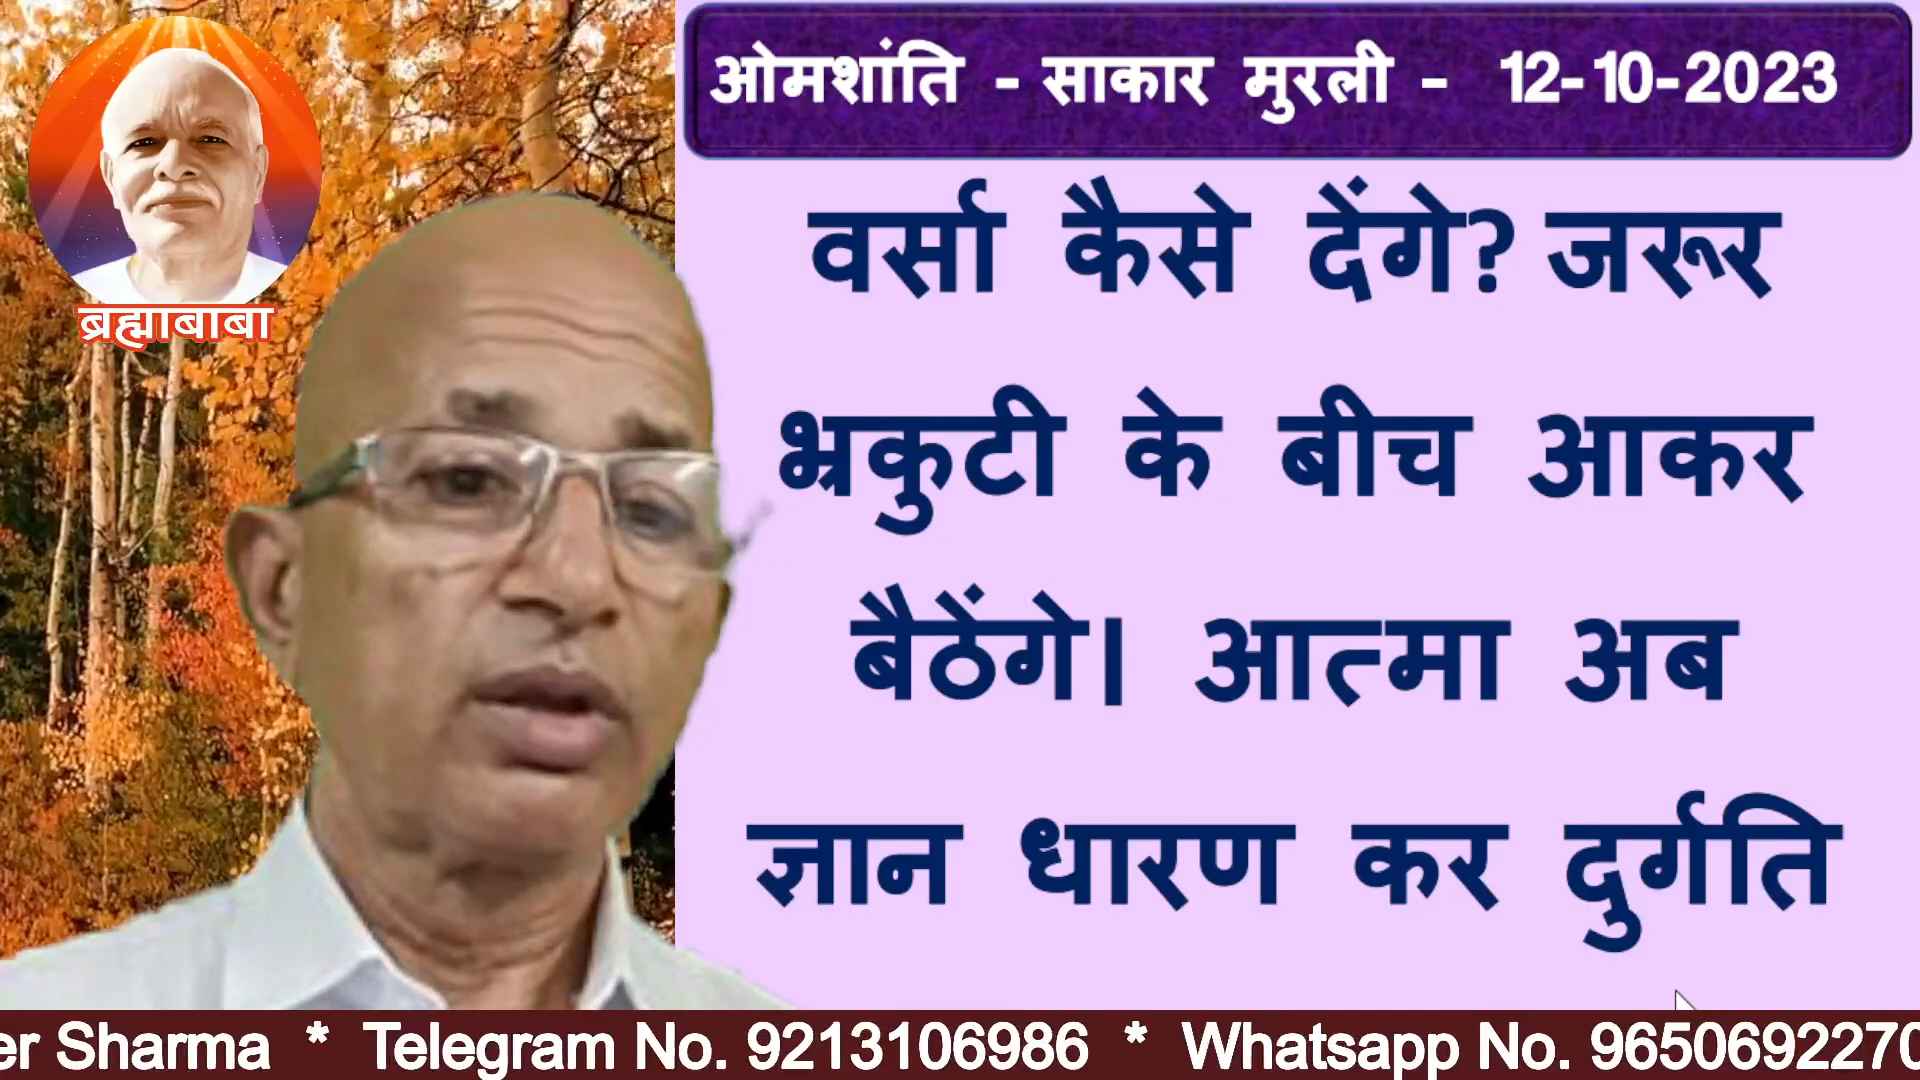 ओमशांति - साकार मुरली - 12-10-2023
ब्रह्माबाबा
वर्सा कैसे देंगे? जरूर
भ्रकुटी के बीच आकर
बैठेंगे। आत्मा अब
ज्ञान धारण कर दुर्गति
er Sharma * Telegram No. 9213106986 * Whatsapp No. 9650692270